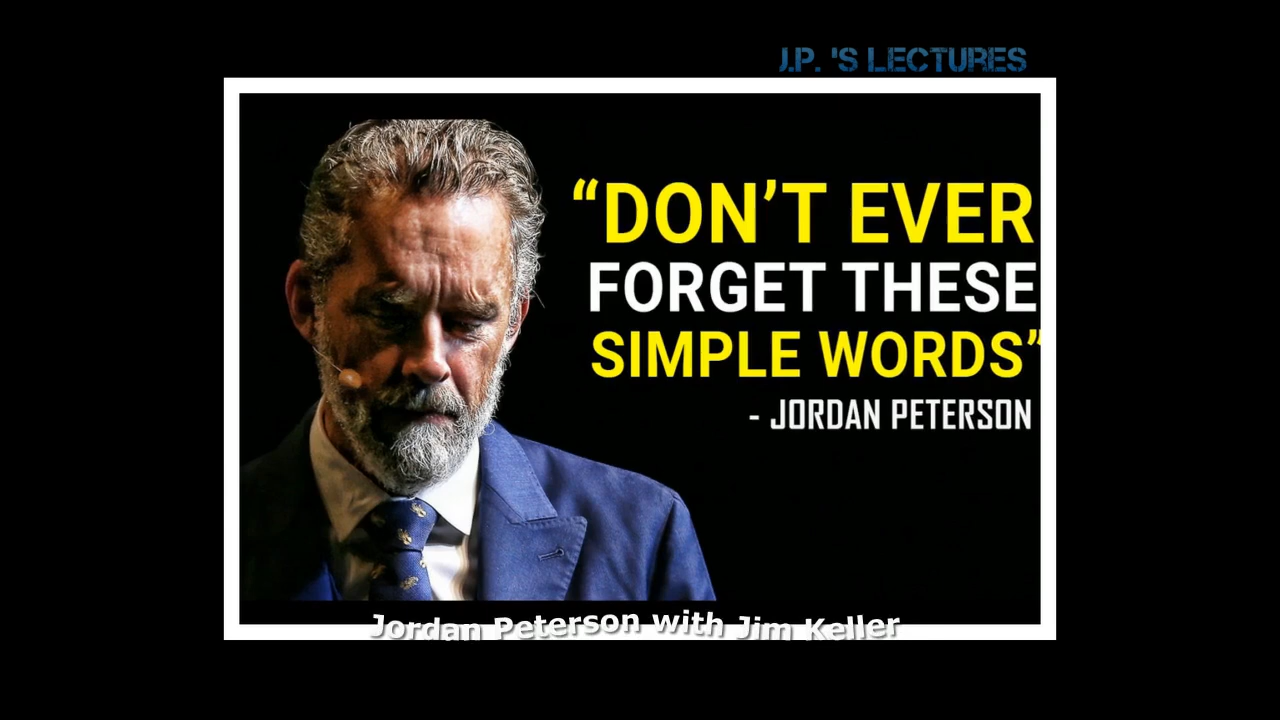 J.P. 'S LECTURES
“DON’T EVER
FORGET THESE
SIMPLE WORDS”
- JORDAN PETERSON
Jordan Peterson with Jim Keller